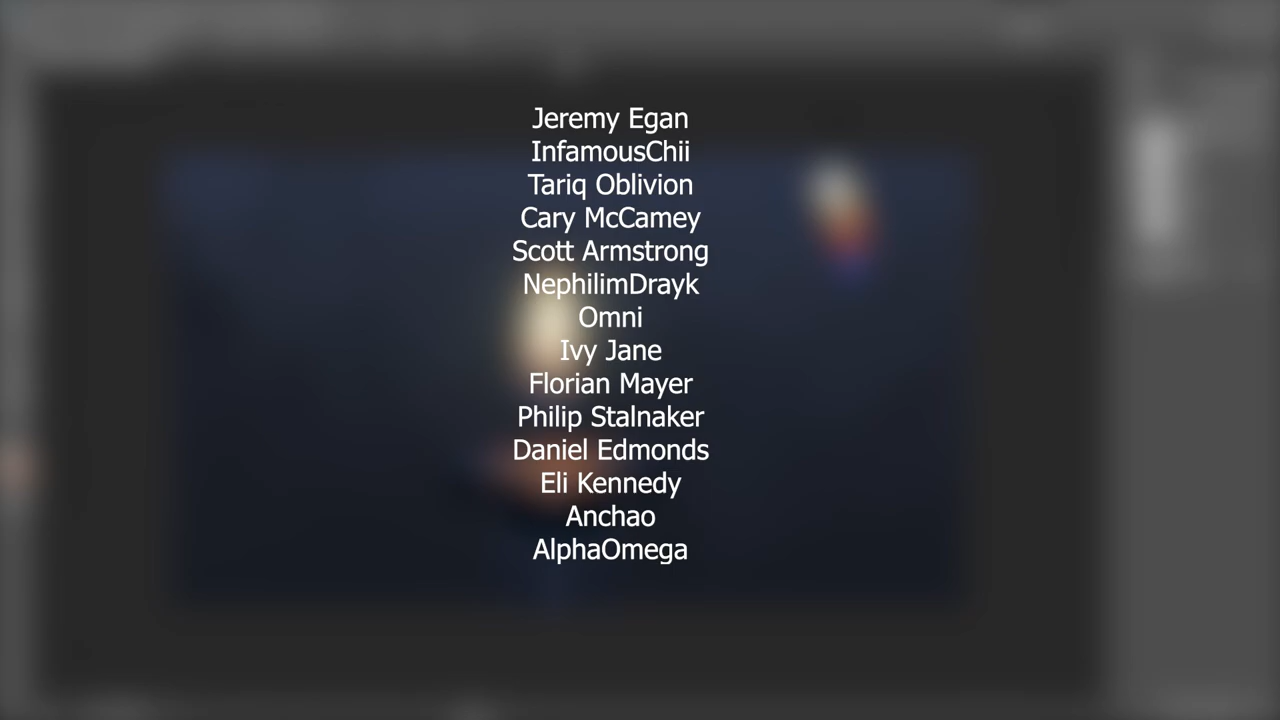 Jeremy Egan
InfamousChii
Tariq Oblivion
Cary McCamey
Scott Armstrong
NephilimDrayk
Omni
Ivy Jane
Florian Mayer
Philip Stalnaker
Daniel Edmonds
Eli Kennedy
Anchao
AlphaOmega